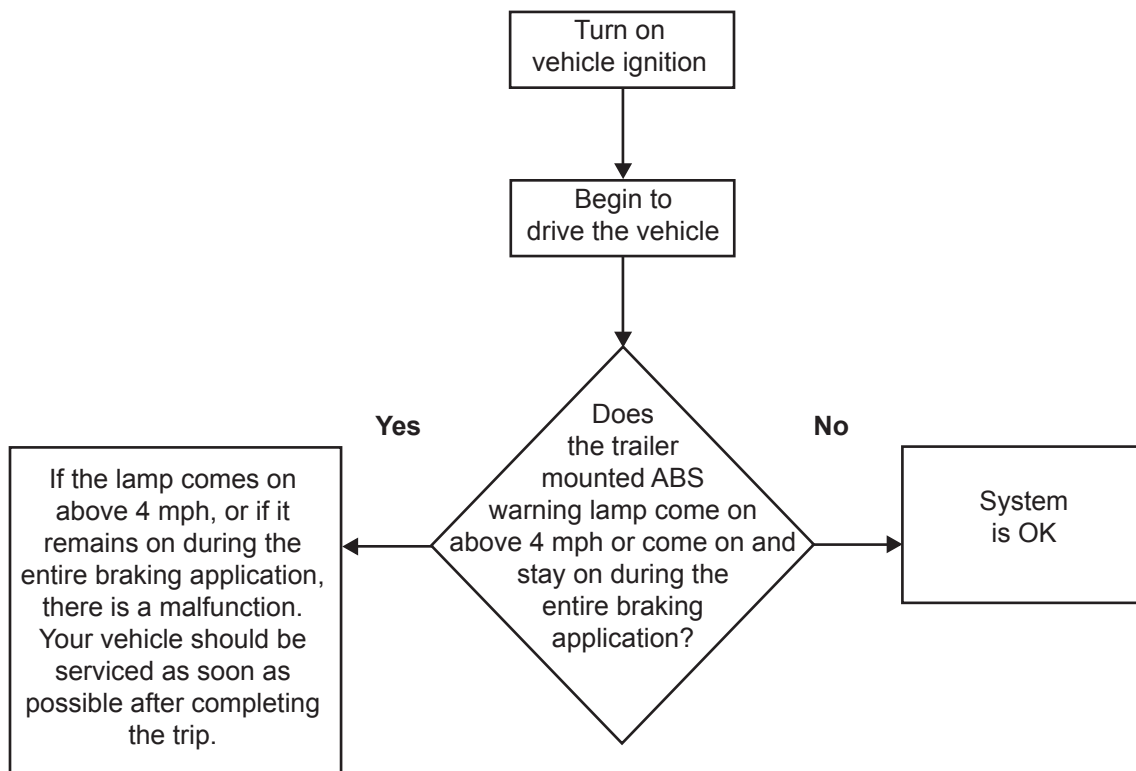 Turn on
vehicle ignition
Begin to
drive the vehicle
Does
the trailer
mounted ABS
warning lamp come on
above 4 mph or come on and
stay on during the
entire braking
application?
Yes
If the lamp comes on
above 4 mph, or if it
remains on during the
entire braking application,
there is a malfunction.
Your vehicle should be
serviced as soon as
possible after completing
the trip.
No
System
is OK